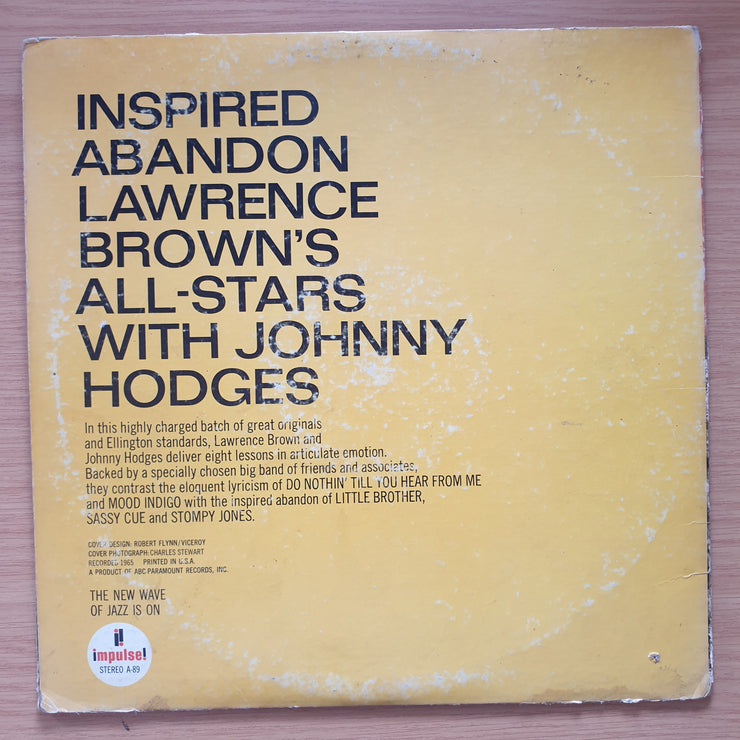 INSPIRED
ABANDON
LAWRENCE
BROWN'S
ALL-STARS
WITH JOHNNY
HODGES
In this highly charged batch of great originals
and Ellington standards, Lawrence Brown and
Johnny Hodges deliver eight lessons in articulate emotion.
Backed by a specially chosen big band of friends and associates,
they contrast the eloquent lyricism of DO NOTHIN' TILL YOU HEAR FROM ME
and MOOD INDIGO with the inspired abandon of LITTLE BROTHER,
SASSY CUE and STOMPY JONES.
COVER DESIGN: ROBERT FLYNN/VICEROY
COVER PHOTOGRAPH: CHARLES STEWART
RECORDED 1965 PRINTED IN U.S.A.
A PRODUCT OF ABC-PARAMOUNT RECORDS, INC.
THE NEW WAVE
OF JAZZ IS ON
i!
impulse!
STEREO A-89